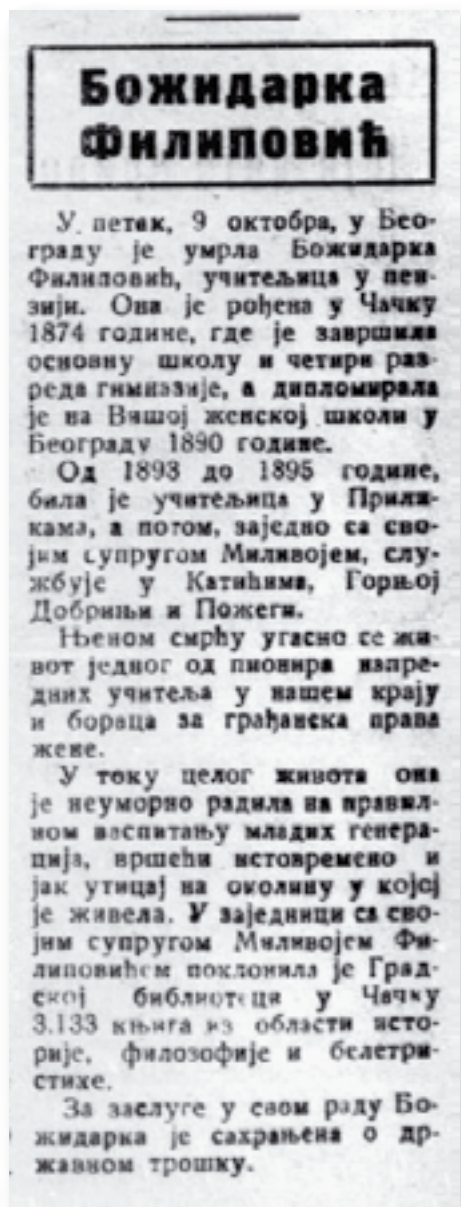 Божидарка
Филиповић
У петак, 9 октобра, у Бео-
граду је умрла Божидарка
Филиповић, учитељица у пен-
зији. Она је рођена у Чачку
1874 године, где је завршила
основну школу и четири раз-
реда гимназије, а дипломирала
је на Вишој женској школи у
Београду 1890 године.
Од 1893 до 1895 године,
била је учитељица у Прили-
кама, а потом, заједно са сво-
јим супругом Миливојем, слу-
жбује у Катићима, Горњој
Добрињи и Пожеги.
Њеном смрћу угасио се жи-
вот једног од пионира напре-
дних учитеља у нашем крају
и бораца за грађанска права
жене.
У току целог живота она
је неуморно радила на правил-
ном васпитању младих генера-
ција, вршећи истовремено и
јак утицај на околину у којој
је живела. У заједници са сво-
јим супругом Миливојем Фи-
липовићем поклонила је Град-
ској библиотеци у Чачку
3.133 књига из области исто-
рије, филозофије и белетри-
стике.
За заслуге у свом раду Бо-
жидарка је сахрањена о др-
жавном трошку.